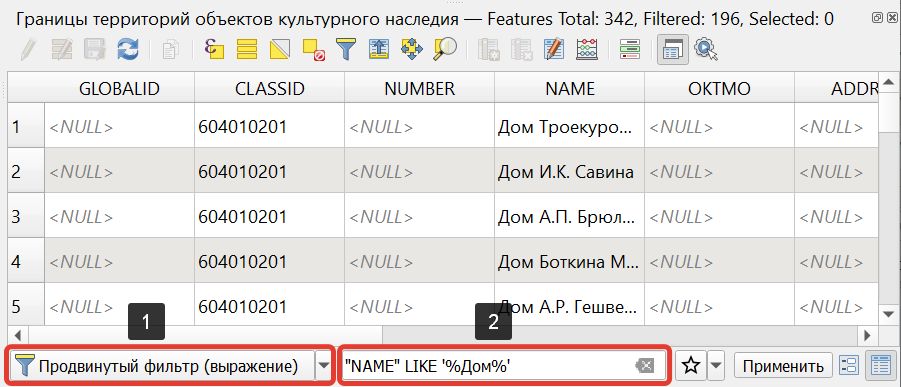 Границы территорий объектов культурного наследия — Features Total: 342, Filtered: 196, Selected: 0
GLOBALID CLASSID NUMBER NAME OKTMO ADDR
1 <NULL> 604010201 <NULL> Дом Троекуро... <NULL> <NULL>
2 <NULL> 604010201 <NULL> Дом И.К. Савина <NULL> <NULL>
3 <NULL> 604010201 <NULL> Дом А.П. Брюл... <NULL> <NULL>
4 <NULL> 604010201 <NULL> Дом Боткина М... <NULL> <NULL>
5 <NULL> 604010201 <NULL> Дом А.Р. Гешве... <NULL> <NULL>
1 2
Продвинутый фильтр (выражение) "NAME" LIKE '%Дом%' Применить